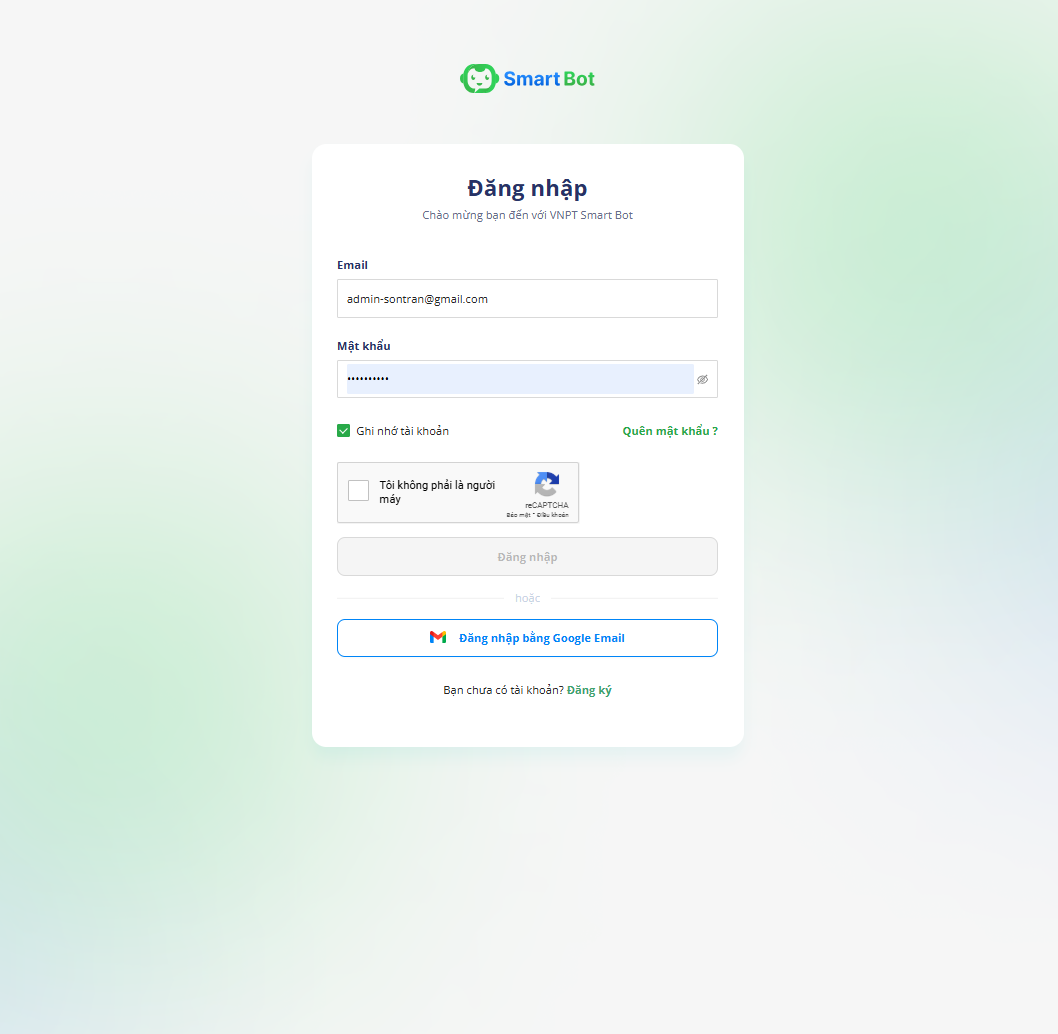 Smart Bot
Đăng nhập
Chào mừng bạn đến với VNPT Smart Bot
Email
admin-sontran@gmail.com
Mật khẩu
••••••••••
Ghi nhớ tài khoản
Quên mật khẩu ?
Tôi không phải là người
máy
reCAPTCHA
Bảo mật - Điều khoản
Đăng nhập
hoặc
Đăng nhập bằng Google Email
Bạn chưa có tài khoản? Đăng ký